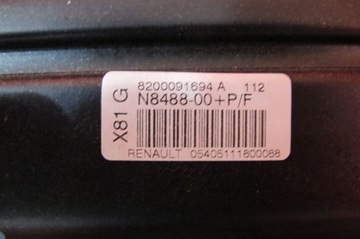 X81 G
8200091694 A 112
N8488-00+P/F
RENAULT 05405111800088